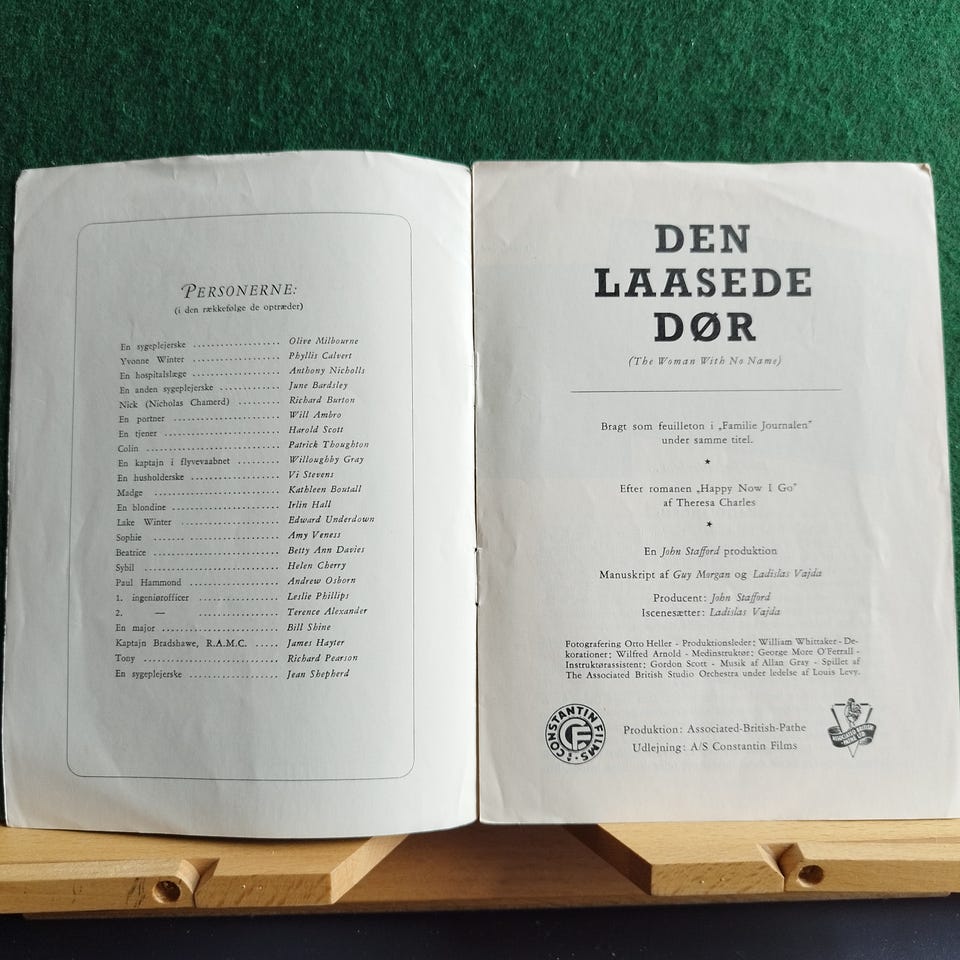 PERSONERNE:
(i den rækkefølge de optræder)
En sygeplejerske .................... Olive Milbourne
Yvonne Winter .................... Phyllis Calvert
En hospitalslæge .................... Anthony Nicholls
En anden sygeplejerske .................... June Bardsley
Nick (Nicholas Chamerd) .......... Richard Burton
En portner .................... Will Ambro
En tjener .................... Harold Scott
Colin .................... Patrick Thoughton
En kaptajn i flyvevaabnet ......... Willoughby Gray
En husholderske .................... Vi Stevens
Madge .................... Kathleen Boutall
En blondine .................... Irlin Hall
Lake Winter .................... Edward Underdown
Sophie .................... Amy Veness
Beatrice .................... Betty Ann Davies
Sybil .................... Helen Cherry
Paul Hammond .................... Andrew Osborn
1. ingeniørofficer .................... Leslie Phillips
2. — .................... Terence Alexander
En major .................... Bill Shine
Kaptajn Bradshawe, R.A.M.C. ..... James Hayter
Tony .................... Richard Pearson
En sygeplejerske .................... Jean Shepherd
DEN
LAASEDE
DØR
(The Woman With No Name)
Bragt som feuilleton i „Familie Journalen"
under samme titel.
★
Efter romanen „Happy Now I Go"
af Theresa Charles
★
En John Stafford produktion
Manuskript af Guy Morgan og Ladislas Vajda
Producent: John Stafford
Iscenesætter: Ladislas Vajda
Fotografering Otto Heller - Produktionsleder: William Whittaker - De-
korationer: Wilfred Arnold - Medinstruktør: George More O'Ferrall -
Instruktørassistent: Gordon Scott - Musik af Allan Gray - Spillet af
The Associated British Studio Orchestra under ledelse af Louis Levy.
CONSTANTIN FILMS A/S
CF
Produktion: Associated-British-Pathe
Udlejning: A/S Constantin Films
ASSOCIATED BRITISH-
PATHE LTD